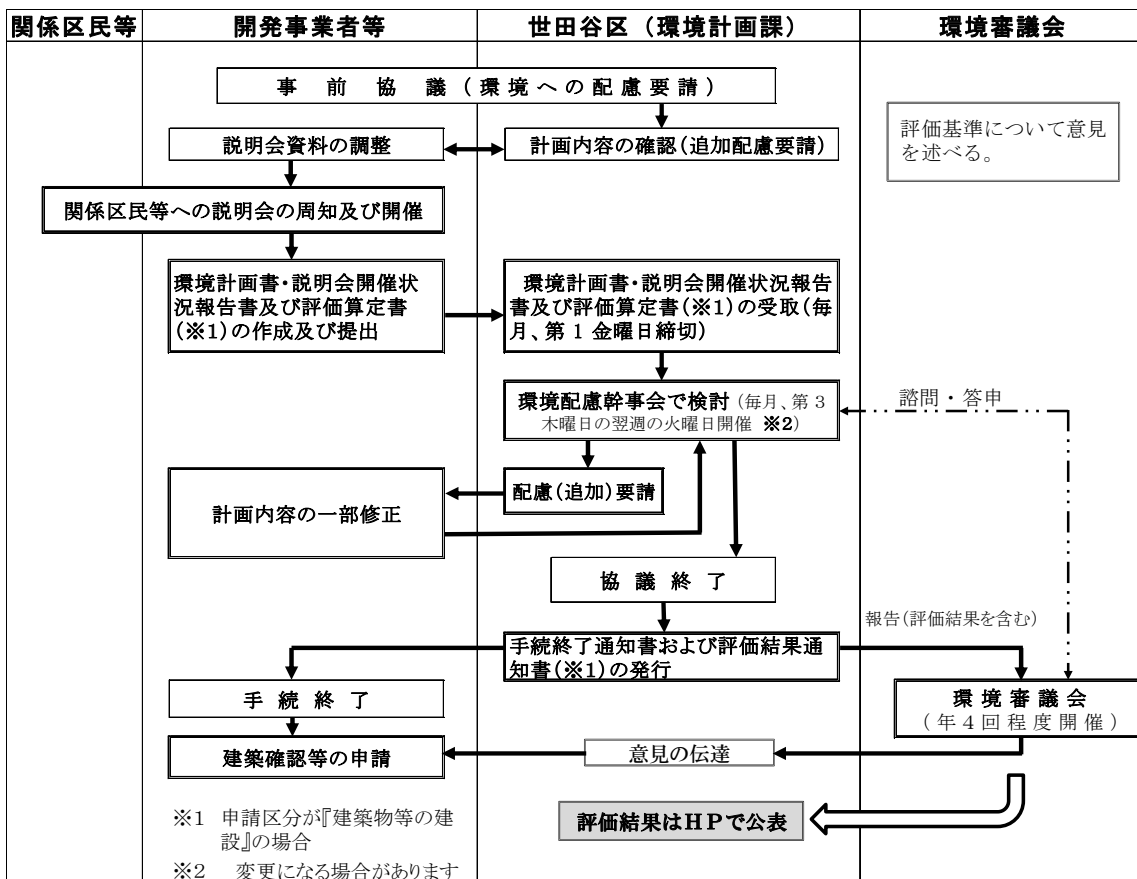 関係区民等
開発事業者等
世田谷区（環境計画課）
環境審議会
事前協議（環境への配慮要請）
評価基準について意見
を述べる。
説明会資料の調整
計画内容の確認（追加配慮要請）
関係区民等への説明会の周知及び開催
環境計画書・説明会開催状
況報告書及び評価算定書
（※１）の作成及び提出
環境計画書・説明会開催状況報告
書及び評価算定書（※１）の受取（毎
月、第１金曜日締切）
環境配慮幹事会で検討（毎月、第３
木曜日の翌週の火曜日開催 ※２）
諮問・答申
配慮（追加）要請
計画内容の一部修正
協議終了
報告（評価結果を含む）
手続終了通知書および評価結果通
知書（※１）の発行
手続終了
環境審議会
（年４回程度開催）
建築確認等の申請
意見の伝達
※１ 申請区分が『建築物等の建
設』の場合
※２ 変更になる場合があります
評価結果はＨＰで公表